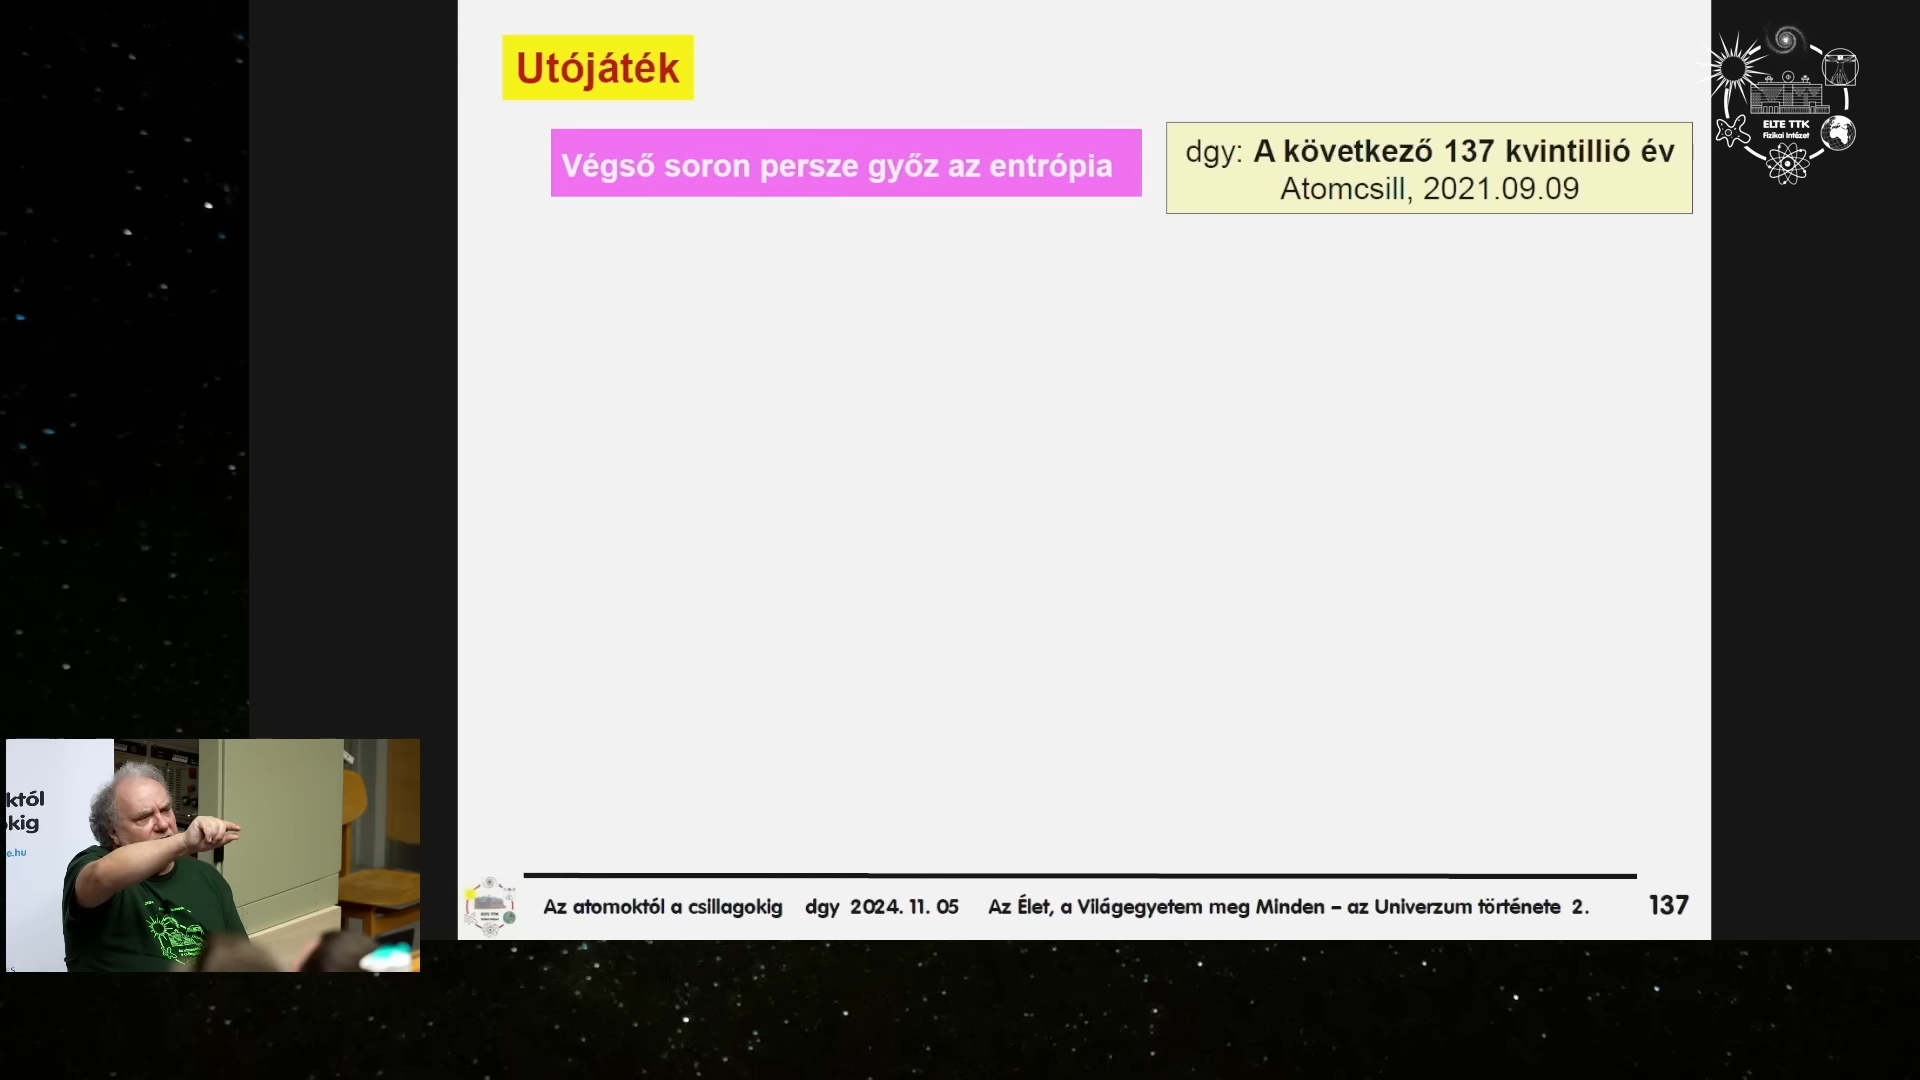 Utójáték
Végső soron persze győz az entrópia
dgy: A következő 137 kvintillió év
Atomcsill, 2021.09.09
ELTE TTK
Fizikai Intézet
któl
kig
e.hu
Az atomoktól a csillagokig dgy 2024. 11. 05 Az Élet, a Világegyetem meg Minden – az Univerzum története 2. 137